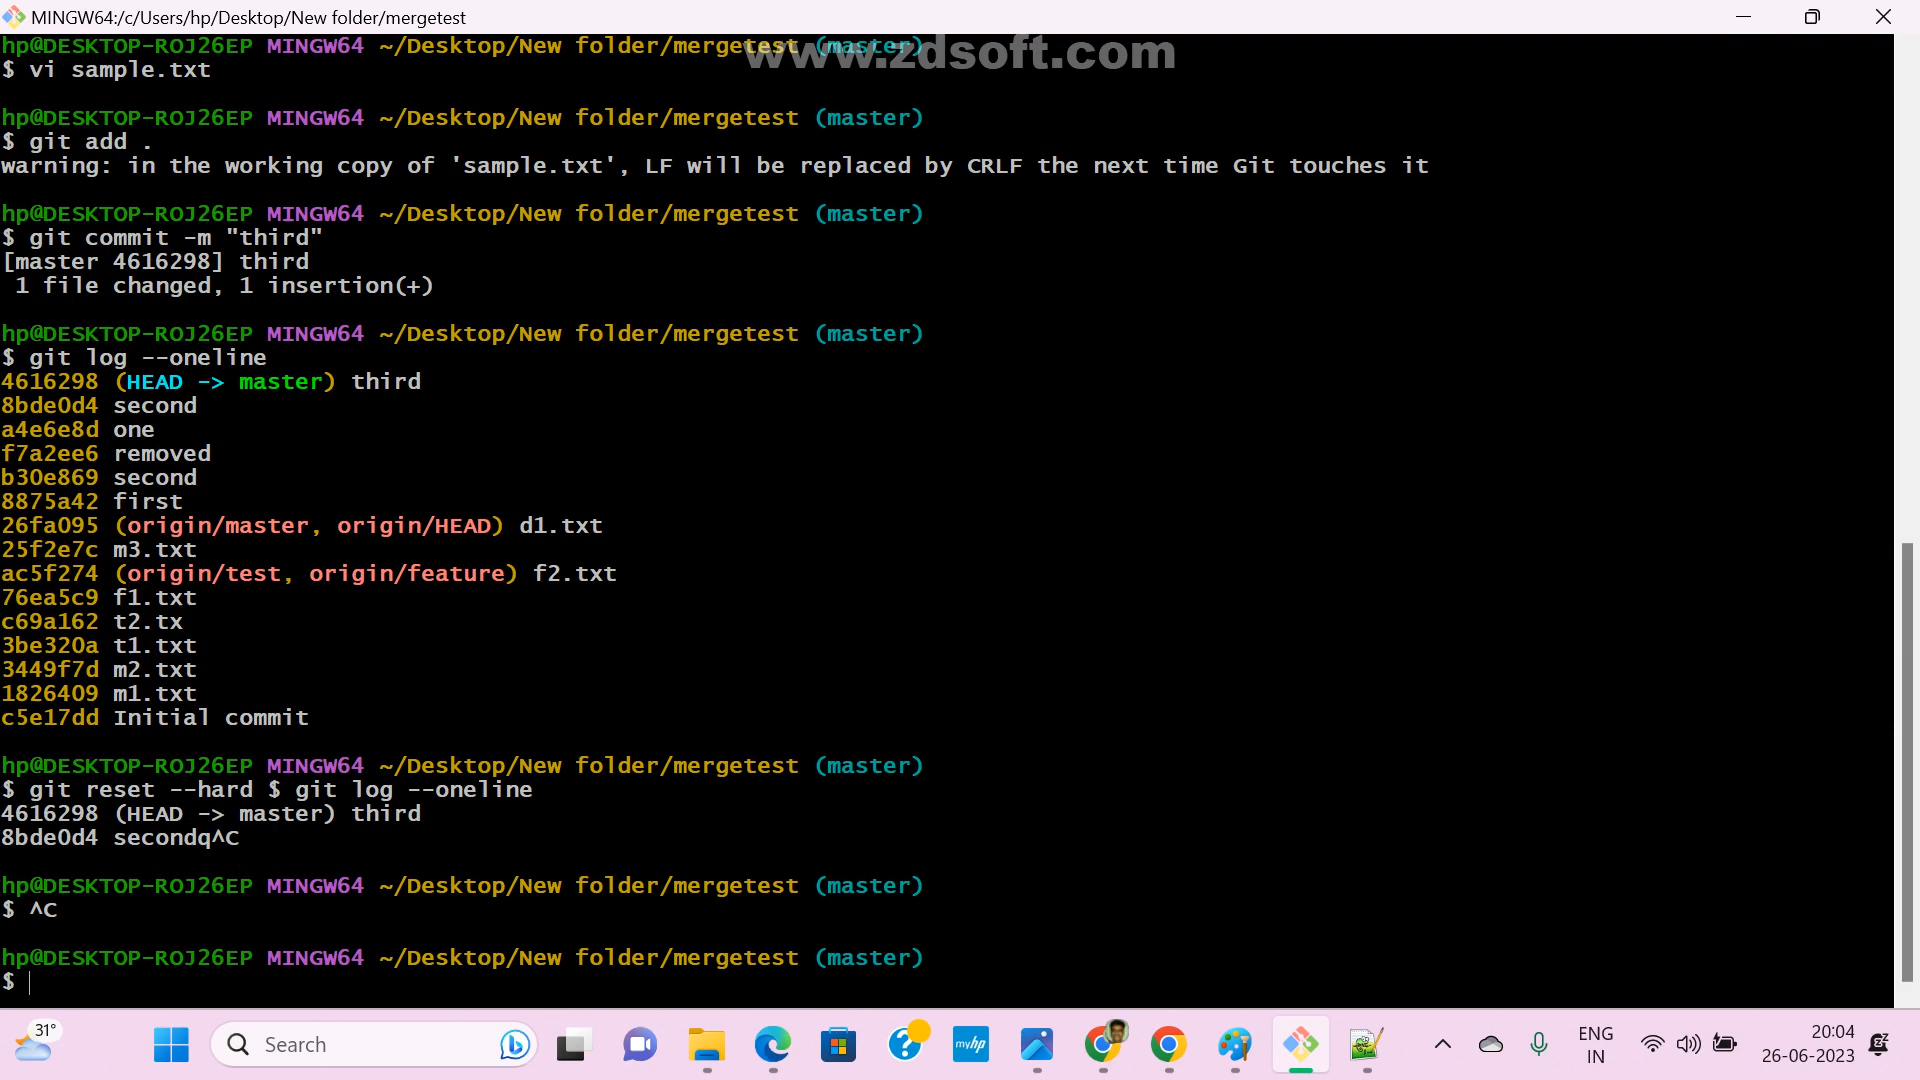 MINGW64:/c/Users/hp/Desktop/New folder/mergetest
www.zdsoft.com
hp@DESKTOP-ROJ26EP MINGW64 ~/Desktop/New folder/mergetest (master)
$ vi sample.txt
hp@DESKTOP-ROJ26EP MINGW64 ~/Desktop/New folder/mergetest (master)
$ git add .
warning: in the working copy of 'sample.txt', LF will be replaced by CRLF the next time Git touches it
hp@DESKTOP-ROJ26EP MINGW64 ~/Desktop/New folder/mergetest (master)
$ git commit -m "third"
[master 4616298] third
1 file changed, 1 insertion(+)
hp@DESKTOP-ROJ26EP MINGW64 ~/Desktop/New folder/mergetest (master)
$ git log --oneline
4616298 (HEAD -> master) third
8bde0d4 second
a4e6e8d one
f7a2ee6 removed
b30e869 second
8875a42 first
26fa095 (origin/master, origin/HEAD) d1.txt
25f2e7c m3.txt
ac5f274 (origin/test, origin/feature) f2.txt
76ea5c9 f1.txt
c69a162 t2.tx
3be320a t1.txt
3449f7d m2.txt
1826409 m1.txt
c5e17dd Initial commit
hp@DESKTOP-ROJ26EP MINGW64 ~/Desktop/New folder/mergetest (master)
$ git reset --hard $ git log --oneline
4616298 (HEAD -> master) third
8bde0d4 secondq^C
hp@DESKTOP-ROJ26EP MINGW64 ~/Desktop/New folder/mergetest (master)
$ ^C
hp@DESKTOP-ROJ26EP MINGW64 ~/Desktop/New folder/mergetest (master)
$
31°
Search
myhp
ENG
IN
20:04
26-06-2023